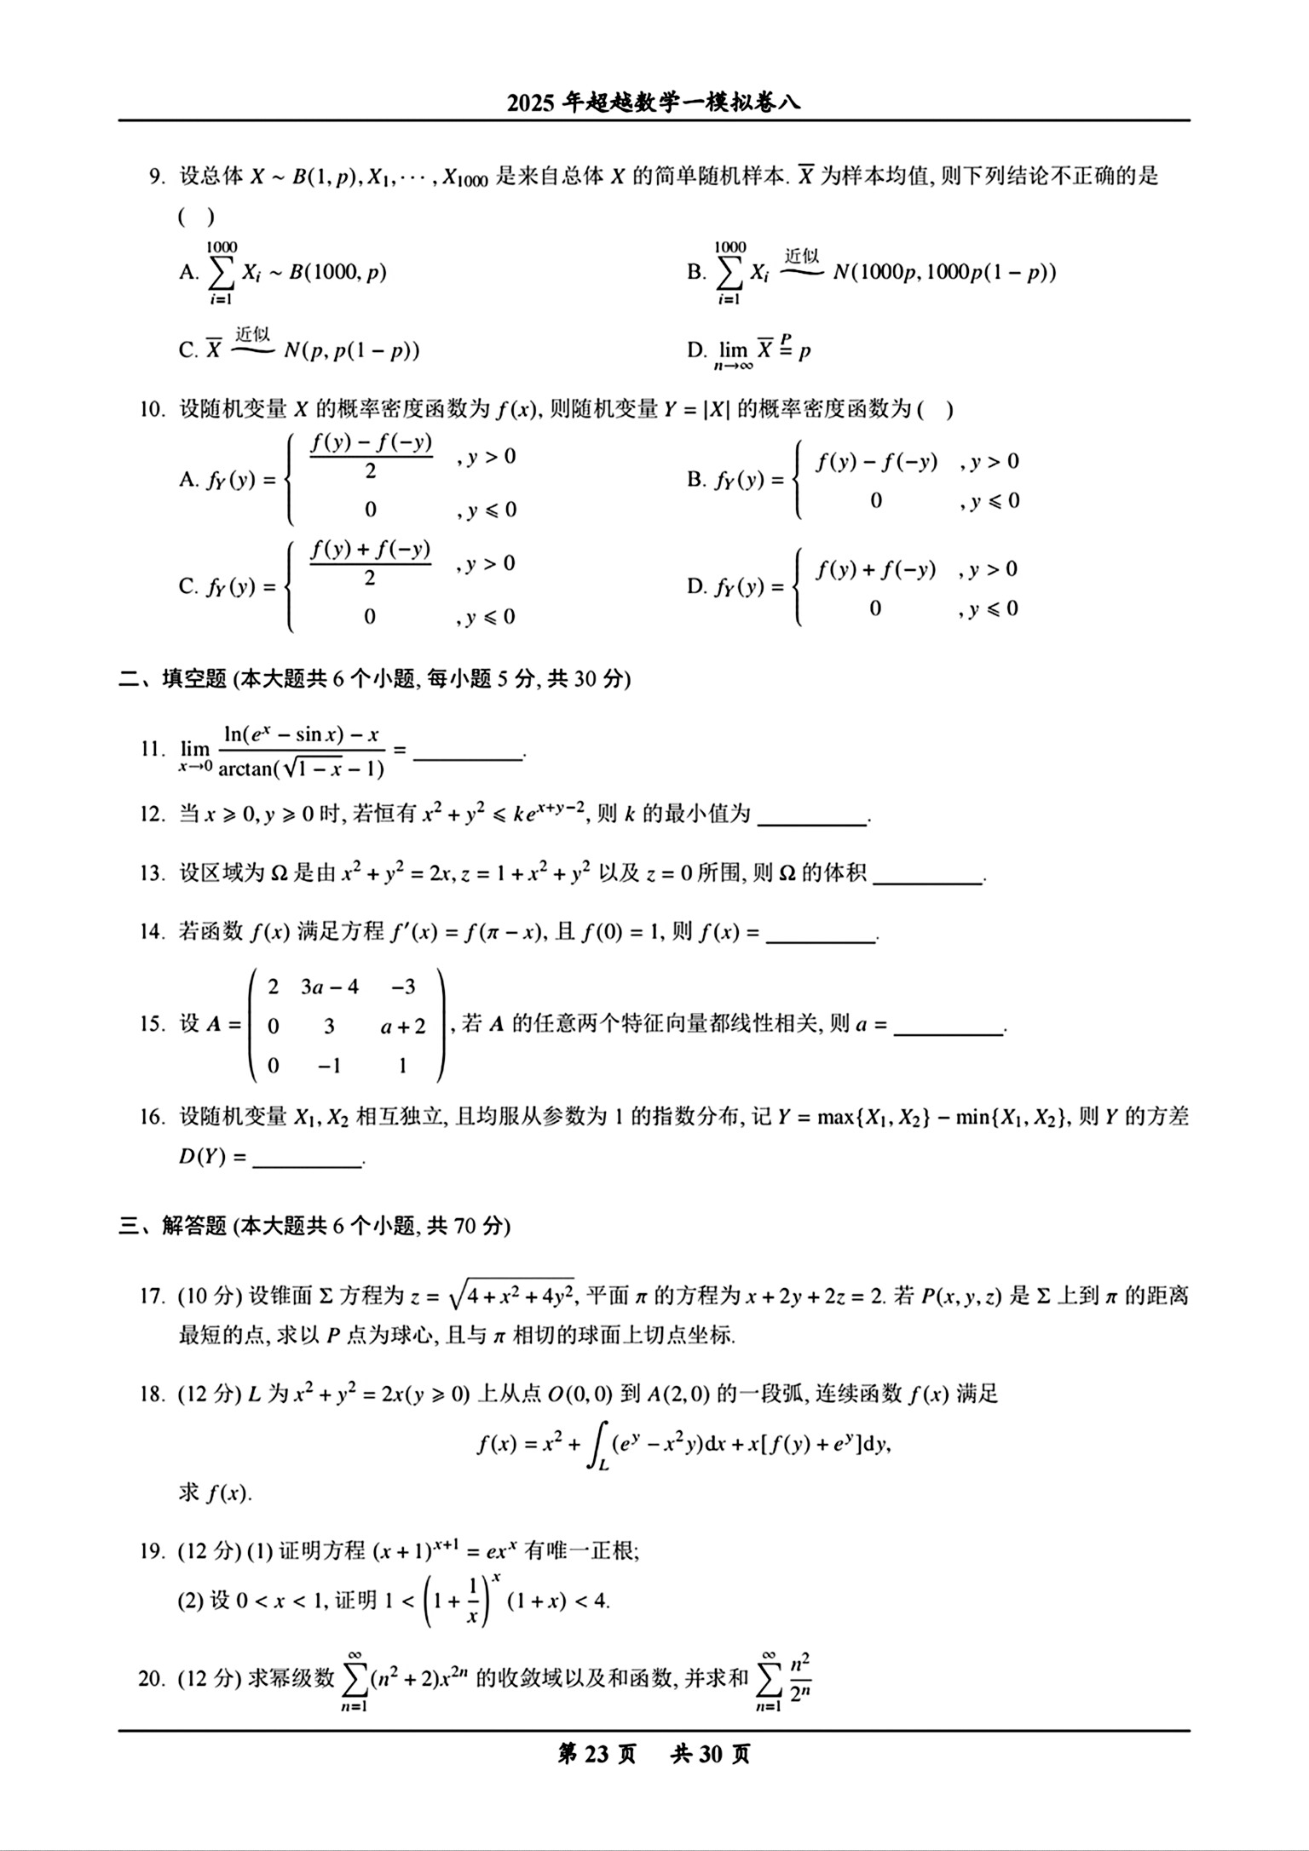 2025 年超越数学一模拟卷八
9. 设总体 X ~ B(1, p), X₁, ⋯ , X₁₀₀₀ 是来自总体 X 的简单随机样本. X̄ 为样本均值, 则下列结论不正确的是
( )
A. ∑_{i=1}^{1000} Xᵢ ~ B(1000, p) B. ∑_{i=1}^{1000} Xᵢ ~(近似) N(1000p, 1000p(1 − p))
C. X̄ ~(近似) N(p, p(1 − p)) D. lim_{n→∞} X̄ =(P) p
10. 设随机变量 X 的概率密度函数为 f(x), 则随机变量 Y = |X| 的概率密度函数为 ( )
A. f_Y(y) = { (f(y) − f(−y))/2 , y > 0; 0 , y ⩽ 0 B. f_Y(y) = { f(y) − f(−y) , y > 0; 0 , y ⩽ 0
C. f_Y(y) = { (f(y) + f(−y))/2 , y > 0; 0 , y ⩽ 0 D. f_Y(y) = { f(y) + f(−y) , y > 0; 0 , y ⩽ 0
二、填空题 (本大题共 6 个小题, 每小题 5 分, 共 30 分)
11. lim_{x→0} (ln(eˣ − sin x) − x)/(arctan(√(1 − x) − 1)) = ________.
12. 当 x ⩾ 0, y ⩾ 0 时, 若恒有 x² + y² ⩽ ke^{x+y−2}, 则 k 的最小值为 ________.
13. 设区域为 Ω 是由 x² + y² = 2x, z = 1 + x² + y² 以及 z = 0 所围, 则 Ω 的体积 ________.
14. 若函数 f(x) 满足方程 f′(x) = f(π − x), 且 f(0) = 1, 则 f(x) = ________.
15. 设 A = ( 2 3a − 4 −3; 0 3 a + 2; 0 −1 1 ), 若 A 的任意两个特征向量都线性相关, 则 a = ________.
16. 设随机变量 X₁, X₂ 相互独立, 且均服从参数为 1 的指数分布, 记 Y = max{X₁, X₂} − min{X₁, X₂}, 则 Y 的方差
D(Y) = ________.
三、解答题 (本大题共 6 个小题, 共 70 分)
17. (10 分) 设锥面 Σ 方程为 z = √(4 + x² + 4y²), 平面 π 的方程为 x + 2y + 2z = 2. 若 P(x, y, z) 是 Σ 上到 π 的距离
最短的点, 求以 P 点为球心, 且与 π 相切的球面上切点坐标.
18. (12 分) L 为 x² + y² = 2x(y ⩾ 0) 上从点 O(0, 0) 到 A(2, 0) 的一段弧, 连续函数 f(x) 满足
f(x) = x² + ∫_L (e^y − x²y)dx + x[f(y) + e^y]dy,
求 f(x).
19. (12 分) (1) 证明方程 (x + 1)^{x+1} = exˣ 有唯一正根;
(2) 设 0 < x < 1, 证明 1 < (1 + 1/x)ˣ (1 + x) < 4.
20. (12 分) 求幂级数 ∑_{n=1}^{∞} (n² + 2)x^{2n} 的收敛域以及和函数, 并求和 ∑_{n=1}^{∞} n²/2ⁿ
第 23 页 共 30 页